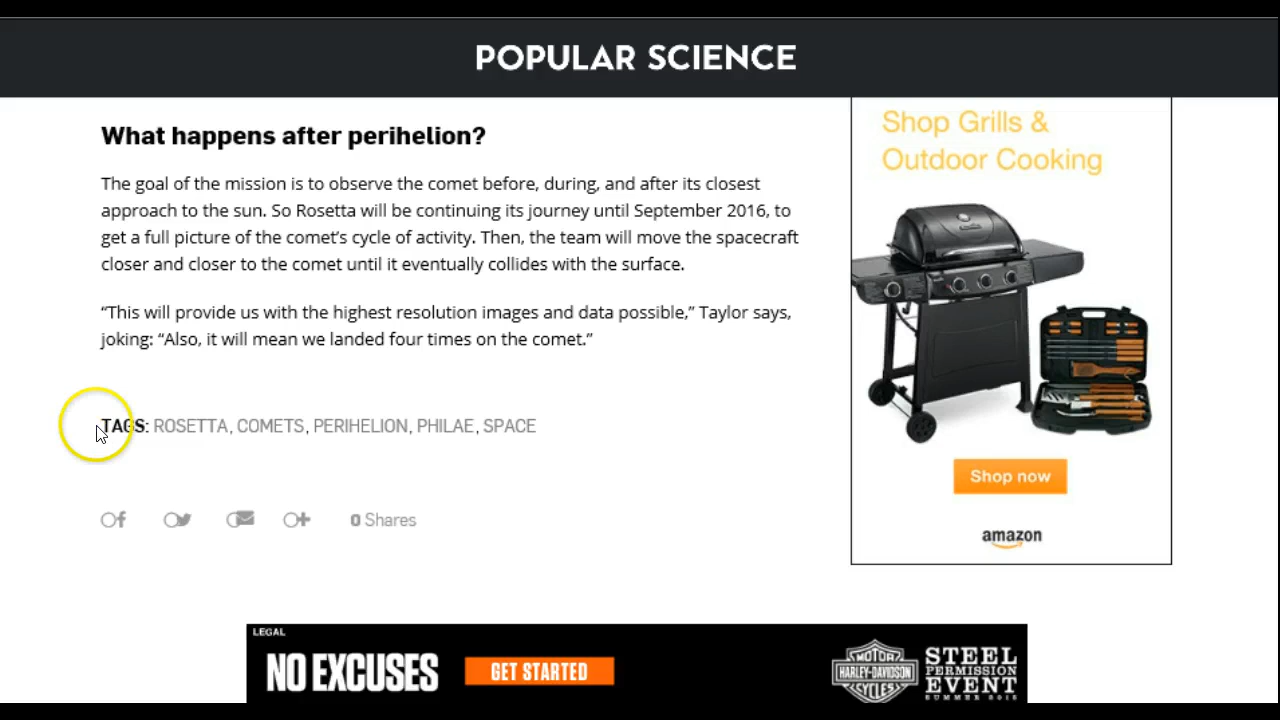 POPULAR SCIENCE
What happens after perihelion?
The goal of the mission is to observe the comet before, during, and after its closest
approach to the sun. So Rosetta will be continuing its journey until September 2016, to
get a full picture of the comet’s cycle of activity. Then, the team will move the spacecraft
closer and closer to the comet until it eventually collides with the surface.
“This will provide us with the highest resolution images and data possible,” Taylor says,
joking: “Also, it will mean we landed four times on the comet.”
TAGS: ROSETTA, COMETS, PERIHELION, PHILAE, SPACE
0 Shares
Shop Grills &
Outdoor Cooking
Shop now
amazon
LEGAL
NO EXCUSES
GET STARTED
MOTOR
HARLEY-DAVIDSON
CYCLES
STEEL
PERMISSION
EVENT
SUMMER 2015